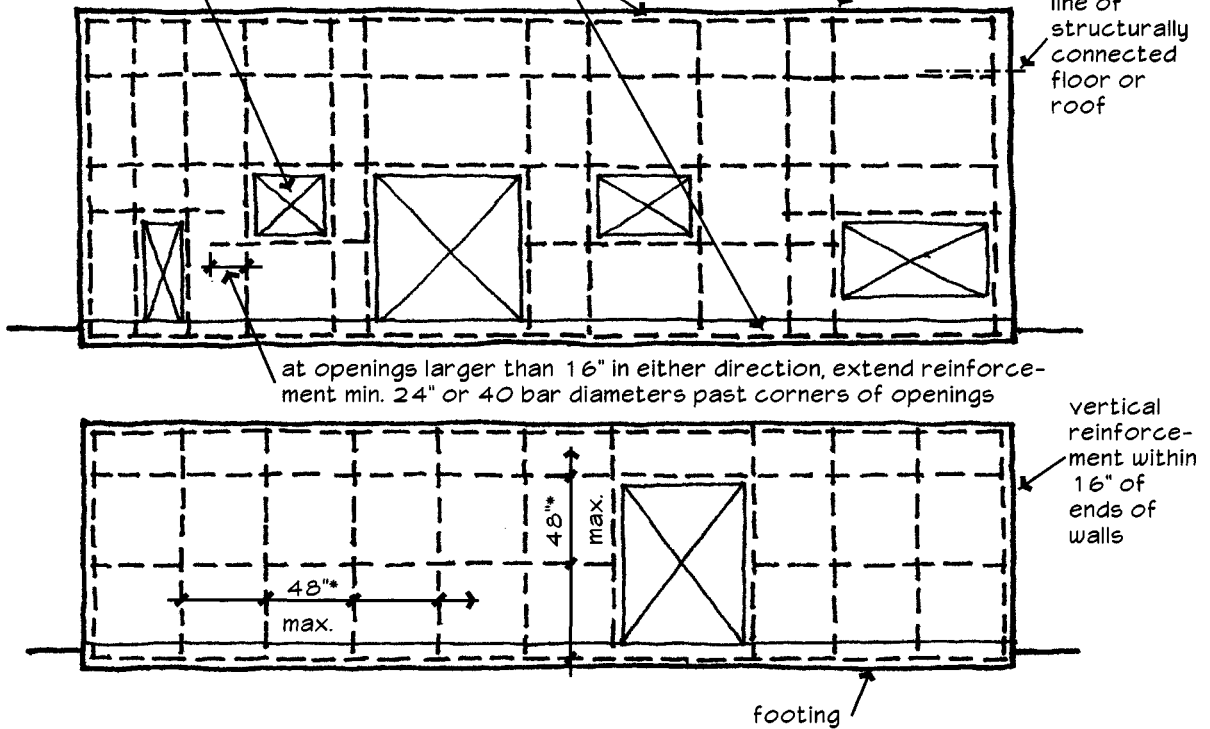 line of
structurally
connected
floor or
roof
at openings larger than 16" in either direction, extend reinforce-
ment min. 24" or 40 bar diameters past corners of openings
vertical
reinforce-
ment within
16" of
ends of
walls
48"*
max.
48"*
max.
footing